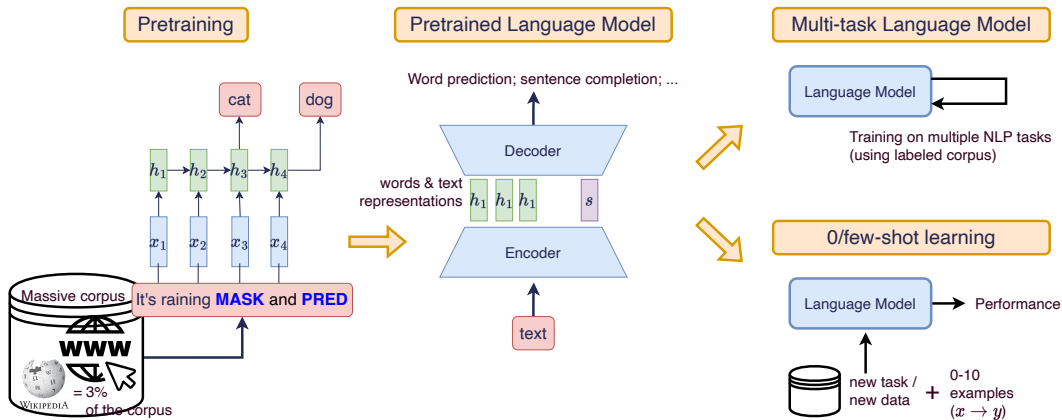 Pretraining
cat
dog
h₁ h₂ h₃ h₄
x₁ x₂ x₃ x₄
Massive corpus
It's raining MASK and PRED
www
WIKIPEDIA
= 3%
of the corpus
Pretrained Language Model
Word prediction; sentence completion; ...
Decoder
words & text
representations
h₁ h₁ h₁ s
Encoder
text
Multi-task Language Model
Language Model
Training on multiple NLP tasks
(using labeled corpus)
0/few-shot learning
Language Model
Performance
new task /
new data
+
0-10
examples
(x → y)